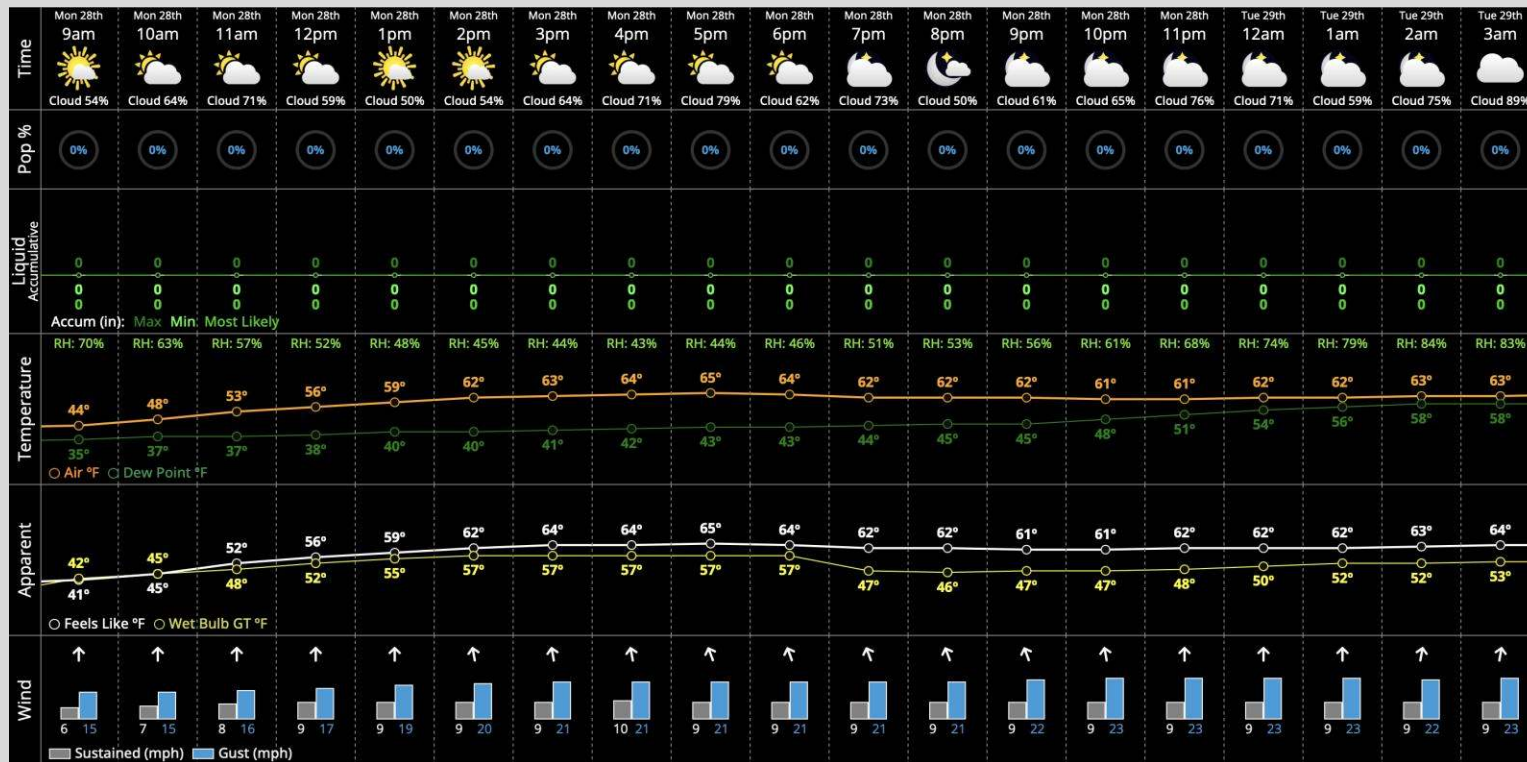 Mon 28th Mon 28th Mon 28th Mon 28th Mon 28th Mon 28th Mon 28th Mon 28th Mon 28th Mon 28th Mon 28th Mon 28th Mon 28th Mon 28th Mon 28th Tue 29th Tue 29th Tue 29th Tue 29th
9am 10am 11am 12pm 1pm 2pm 3pm 4pm 5pm 6pm 7pm 8pm 9pm 10pm 11pm 12am 1am 2am 3am
Time
Cloud 54% Cloud 64% Cloud 71% Cloud 59% Cloud 50% Cloud 54% Cloud 64% Cloud 71% Cloud 79% Cloud 62% Cloud 73% Cloud 50% Cloud 61% Cloud 65% Cloud 76% Cloud 71% Cloud 59% Cloud 75% Cloud 89%
Pop %
0% 0% 0% 0% 0% 0% 0% 0% 0% 0% 0% 0% 0% 0% 0% 0% 0% 0% 0%
Liquid
Accumulative
0 0 0 0 0 0 0 0 0 0 0 0 0 0 0 0 0 0 0
0 0 0 0 0 0 0 0 0 0 0 0 0 0 0 0 0 0 0
0 0 0 0 0 0 0 0 0 0 0 0 0 0 0 0 0 0 0
Accum (in): Max Min Most Likely
RH: 70% RH: 63% RH: 57% RH: 52% RH: 48% RH: 45% RH: 44% RH: 43% RH: 44% RH: 46% RH: 51% RH: 53% RH: 56% RH: 61% RH: 68% RH: 74% RH: 79% RH: 84% RH: 83%
Temperature
44° 48° 53° 56° 59° 62° 63° 64° 65° 64° 62° 62° 62° 61° 61° 62° 62° 63° 63°
35° 37° 37° 38° 40° 40° 41° 42° 43° 43° 44° 45° 45° 48° 51° 54° 56° 58° 58°
Air °F Dew Point °F
Apparent
42° 45° 52° 56° 59° 62° 64° 64° 65° 64° 62° 62° 61° 61° 62° 62° 62° 63° 64°
41° 45° 48° 52° 55° 57° 57° 57° 57° 57° 47° 46° 47° 47° 48° 50° 52° 52° 53°
Feels Like °F Wet Bulb GT °F
Wind
6 15 7 15 8 16 9 17 9 19 9 20 9 21 10 21 9 21 9 21 9 21 9 21 9 22 9 23 9 23 9 23 9 23 9 22 9 23
Sustained (mph) Gust (mph)